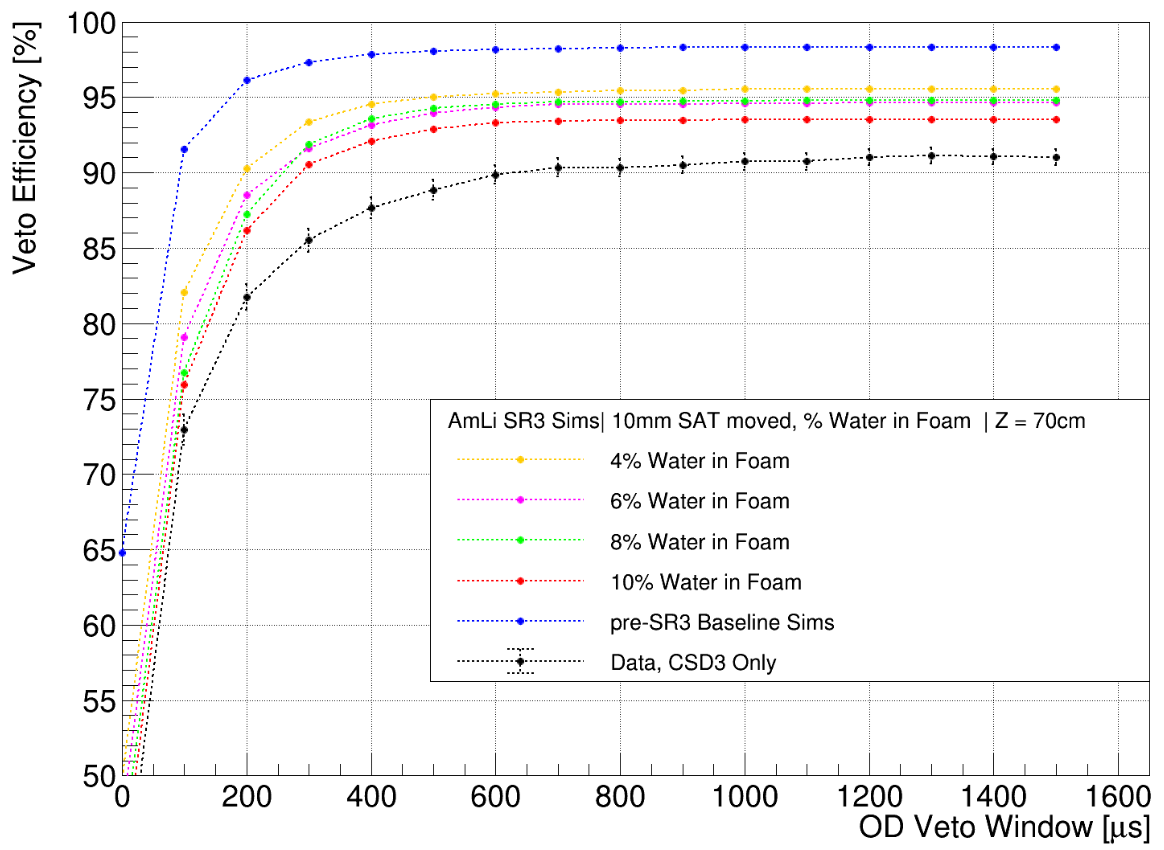 Veto Efficiency [%]
100
95
90
85
80
75
70
65
60
55
50
AmLi SR3 Sims| 10mm SAT moved, % Water in Foam | Z = 70cm
4% Water in Foam
6% Water in Foam
8% Water in Foam
10% Water in Foam
pre-SR3 Baseline Sims
Data, CSD3 Only
0 200 400 600 800 1000 1200 1400 1600
OD Veto Window [μs]